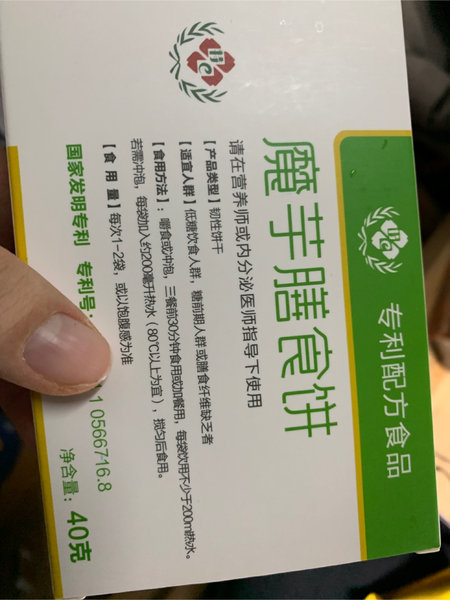 专利配方食品
魔芋膳食饼
请在营养师或内分泌医师指导下使用
【产品类型】韧性饼干
【适宜人群】低糖饮食人群，糖前期人群或膳食纤维缺乏者
【食用方法】：嚼食或冲泡，三餐前30分钟食用或加餐用，每袋饮用不少于200ml热水。
若需冲泡，每袋加入约200毫升热水（80℃以上为宜），搅匀后食用。
【食用量】每次1-2袋，或以饱腹感为准
国家发明专利 专利号：
1 0566716.8
净含量：40克